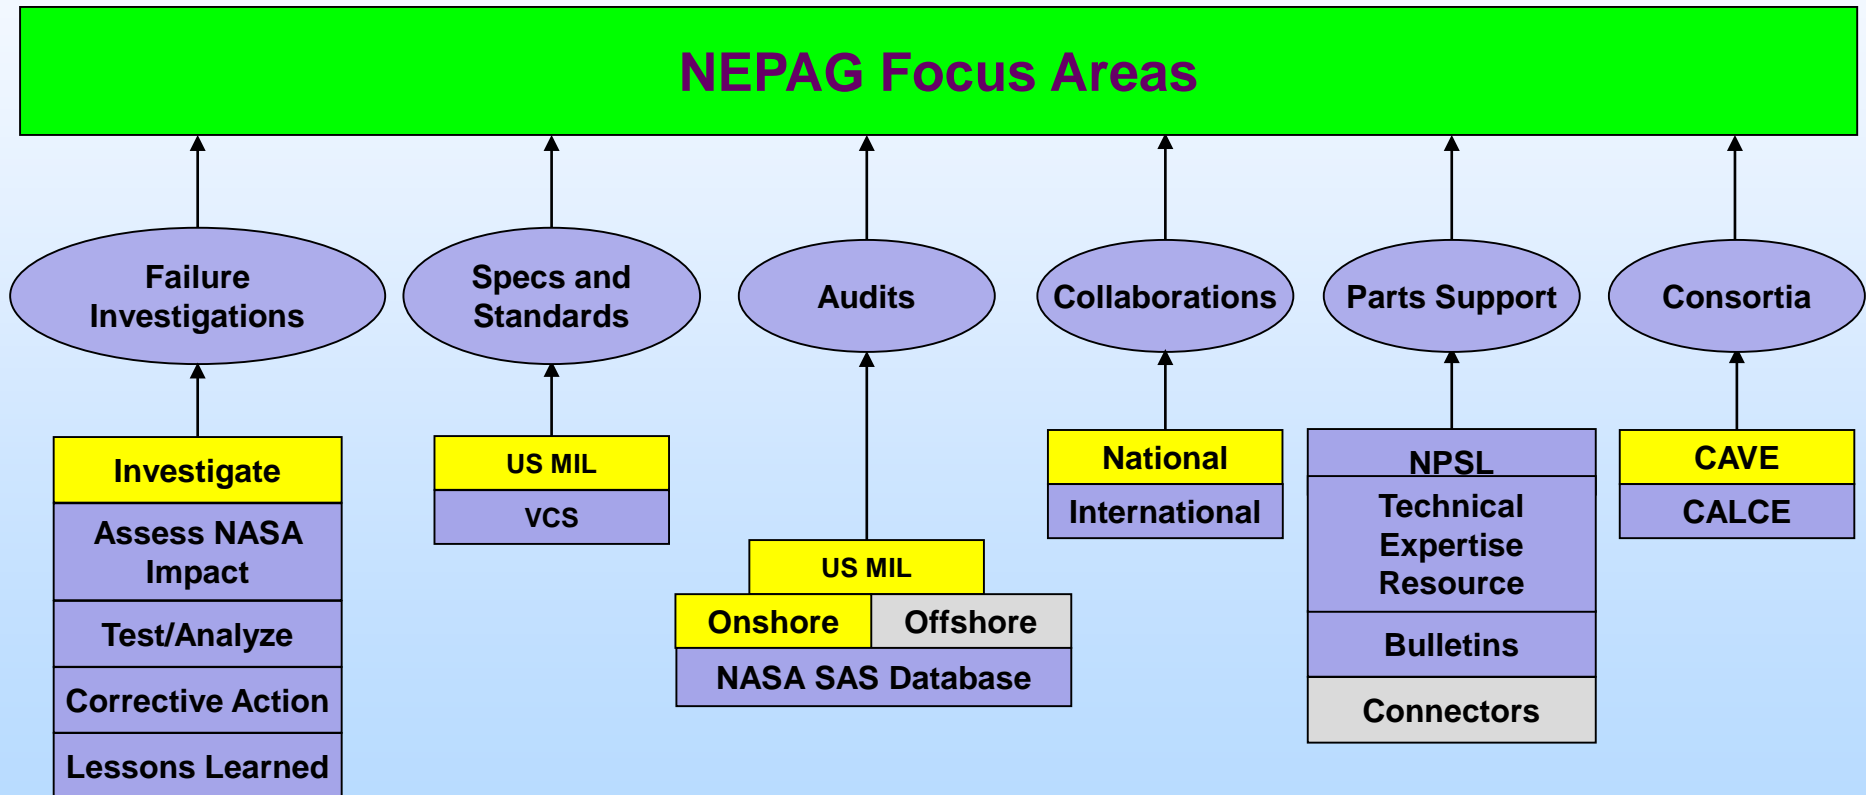 NEPAG Focus Areas
Failure
Investigations
Specs and
Standards
Audits
Collaborations
Parts Support
Consortia
Investigate
Assess NASA
Impact
Test/Analyze
Corrective Action
Lessons Learned
US MIL
VCS
US MIL
Onshore
Offshore
NASA SAS Database
National
International
NPSL
Technical
Expertise
Resource
Bulletins
Connectors
CAVE
CALCE